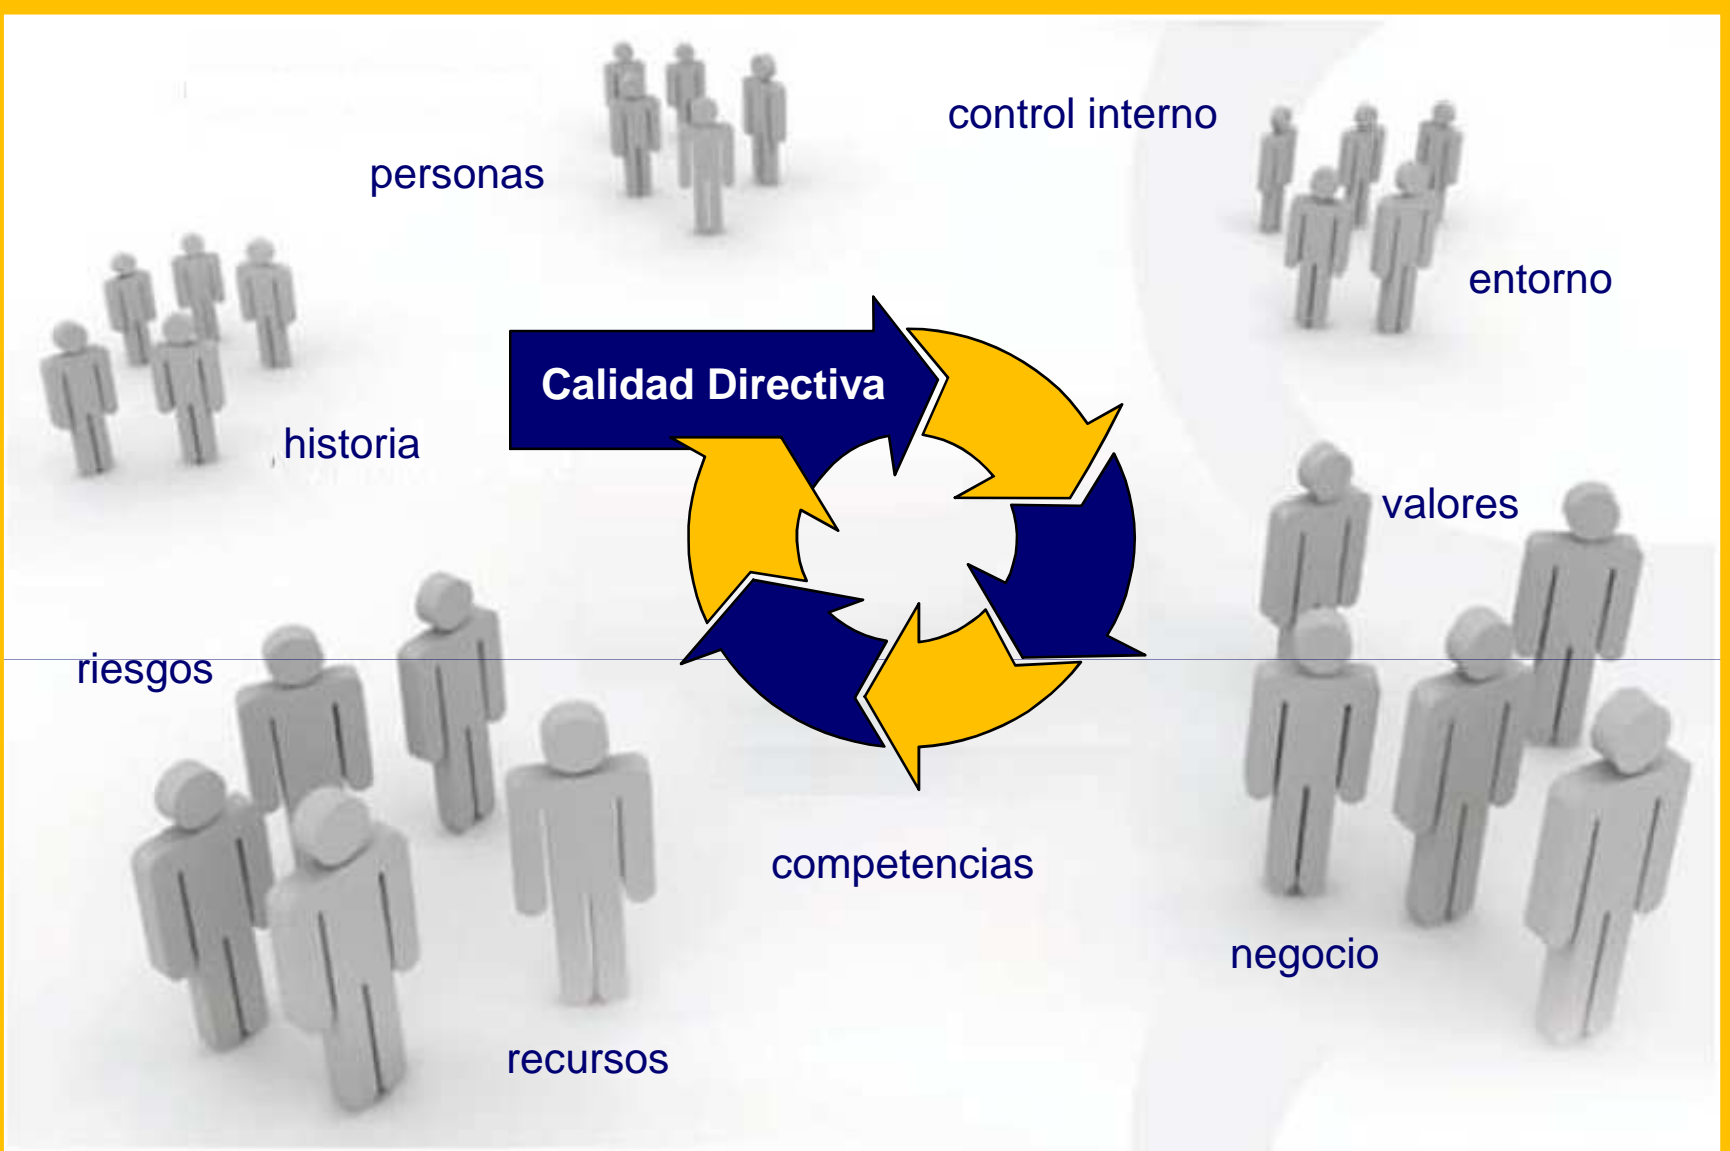 control interno
personas
entorno
Calidad Directiva
historia
valores
riesgos
competencias
negocio
recursos